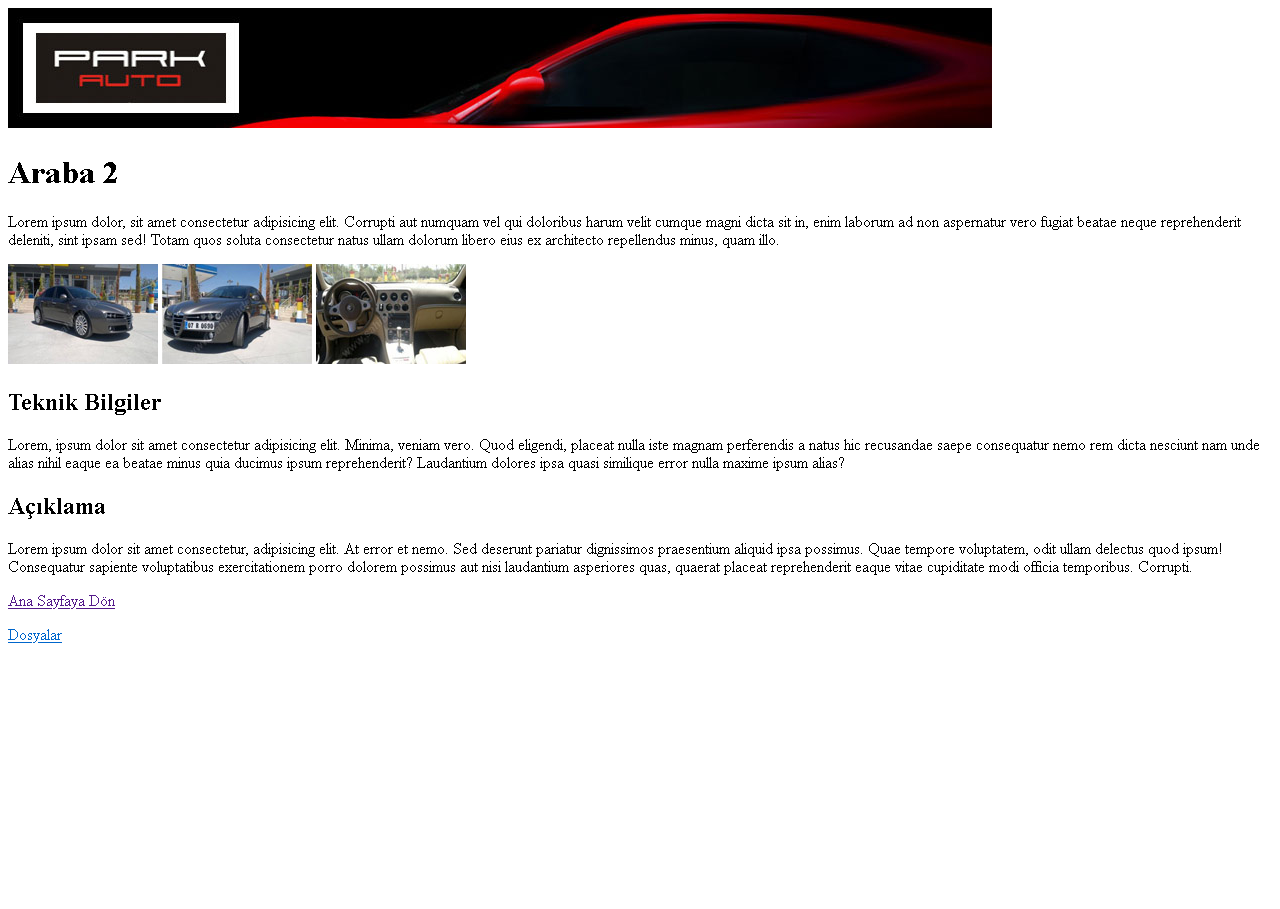 PARK
AUTO
Araba 2
Lorem ipsum dolor, sit amet consectetur adipisicing elit. Corrupti aut numquam vel qui doloribus harum velit cumque magni dicta sit in, enim laborum ad non aspernatur vero fugiat beatae neque reprehenderit
deleniti, sint ipsam sed! Totam quos soluta consectetur natus ullam dolorum libero eius ex architecto repellendus minus, quam illo.
Teknik Bilgiler
Lorem, ipsum dolor sit amet consectetur adipisicing elit. Minima, veniam vero. Quod eligendi, placeat nulla iste magnam perferendis a natus hic recusandae saepe consequatur nemo rem dicta nesciunt nam unde
alias nihil eaque ea beatae minus quia ducimus ipsum reprehenderit? Laudantium dolores ipsa quasi similique error nulla maxime ipsum alias?
Açıklama
Lorem ipsum dolor sit amet consectetur, adipisicing elit. At error et nemo. Sed deserunt pariatur dignissimos praesentium aliquid ipsa possimus. Quae tempore voluptatem, odit ullam delectus quod ipsum!
Consequatur sapiente voluptatibus exercitationem porro dolorem possimus aut nisi laudantium asperiores quas, quaerat placeat reprehenderit eaque vitae cupiditate modi officia temporibus. Corrupti.
Ana Sayfaya Dön
Dosyalar